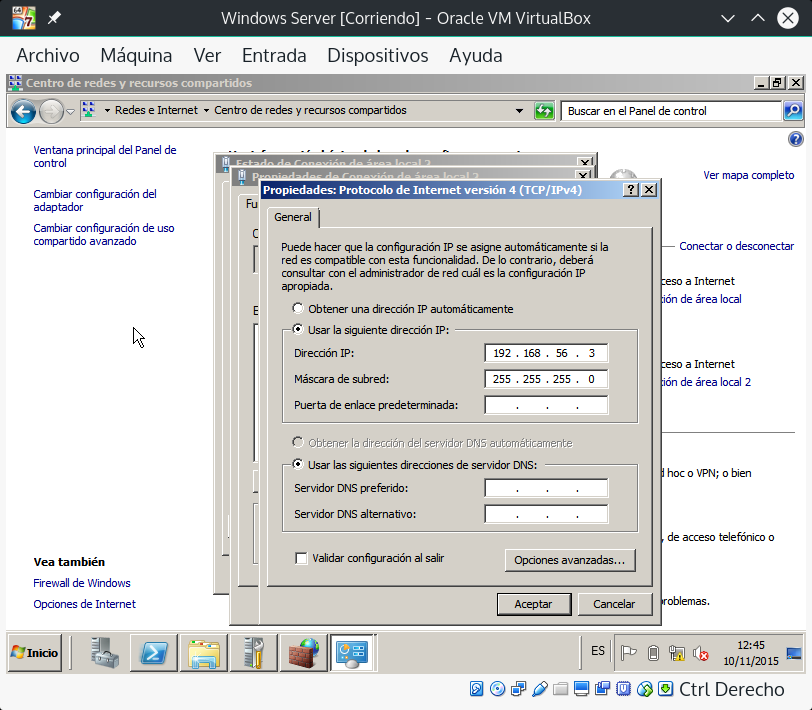 Windows Server [Corriendo] - Oracle VM VirtualBox
Archivo Máquina Ver Entrada Dispositivos Ayuda
Centro de redes y recursos compartidos
Redes e Internet Centro de redes y recursos compartidos
Buscar en el Panel de control
Ventana principal del Panel de
control
Cambiar configuración del
adaptador
Cambiar configuración de uso
compartido avanzado
Ver mapa completo
Conectar o desconectar
ceso a Internet
ión de área local
ceso a Internet
ión de área local 2
d hoc o VPN; o bien
, de acceso telefónico o
roblemas.
Estado de Conexión de área local 2
Propiedades de Conexión de área local 2
Fu
Propiedades: Protocolo de Internet versión 4 (TCP/IPv4)
General
Puede hacer que la configuración IP se asigne automáticamente si la
red es compatible con esta funcionalidad. De lo contrario, deberá
consultar con el administrador de red cuál es la configuración IP
apropiada.
Obtener una dirección IP automáticamente
Usar la siguiente dirección IP:
Dirección IP: 192 . 168 . 56 . 3
Máscara de subred: 255 . 255 . 255 . 0
Puerta de enlace predeterminada: . . .
Obtener la dirección del servidor DNS automáticamente
Usar las siguientes direcciones de servidor DNS:
Servidor DNS preferido: . . .
Servidor DNS alternativo: . . .
Validar configuración al salir
Opciones avanzadas...
Aceptar Cancelar
Vea también
Firewall de Windows
Opciones de Internet
Inicio
ES
12:45
10/11/2015
Ctrl Derecho